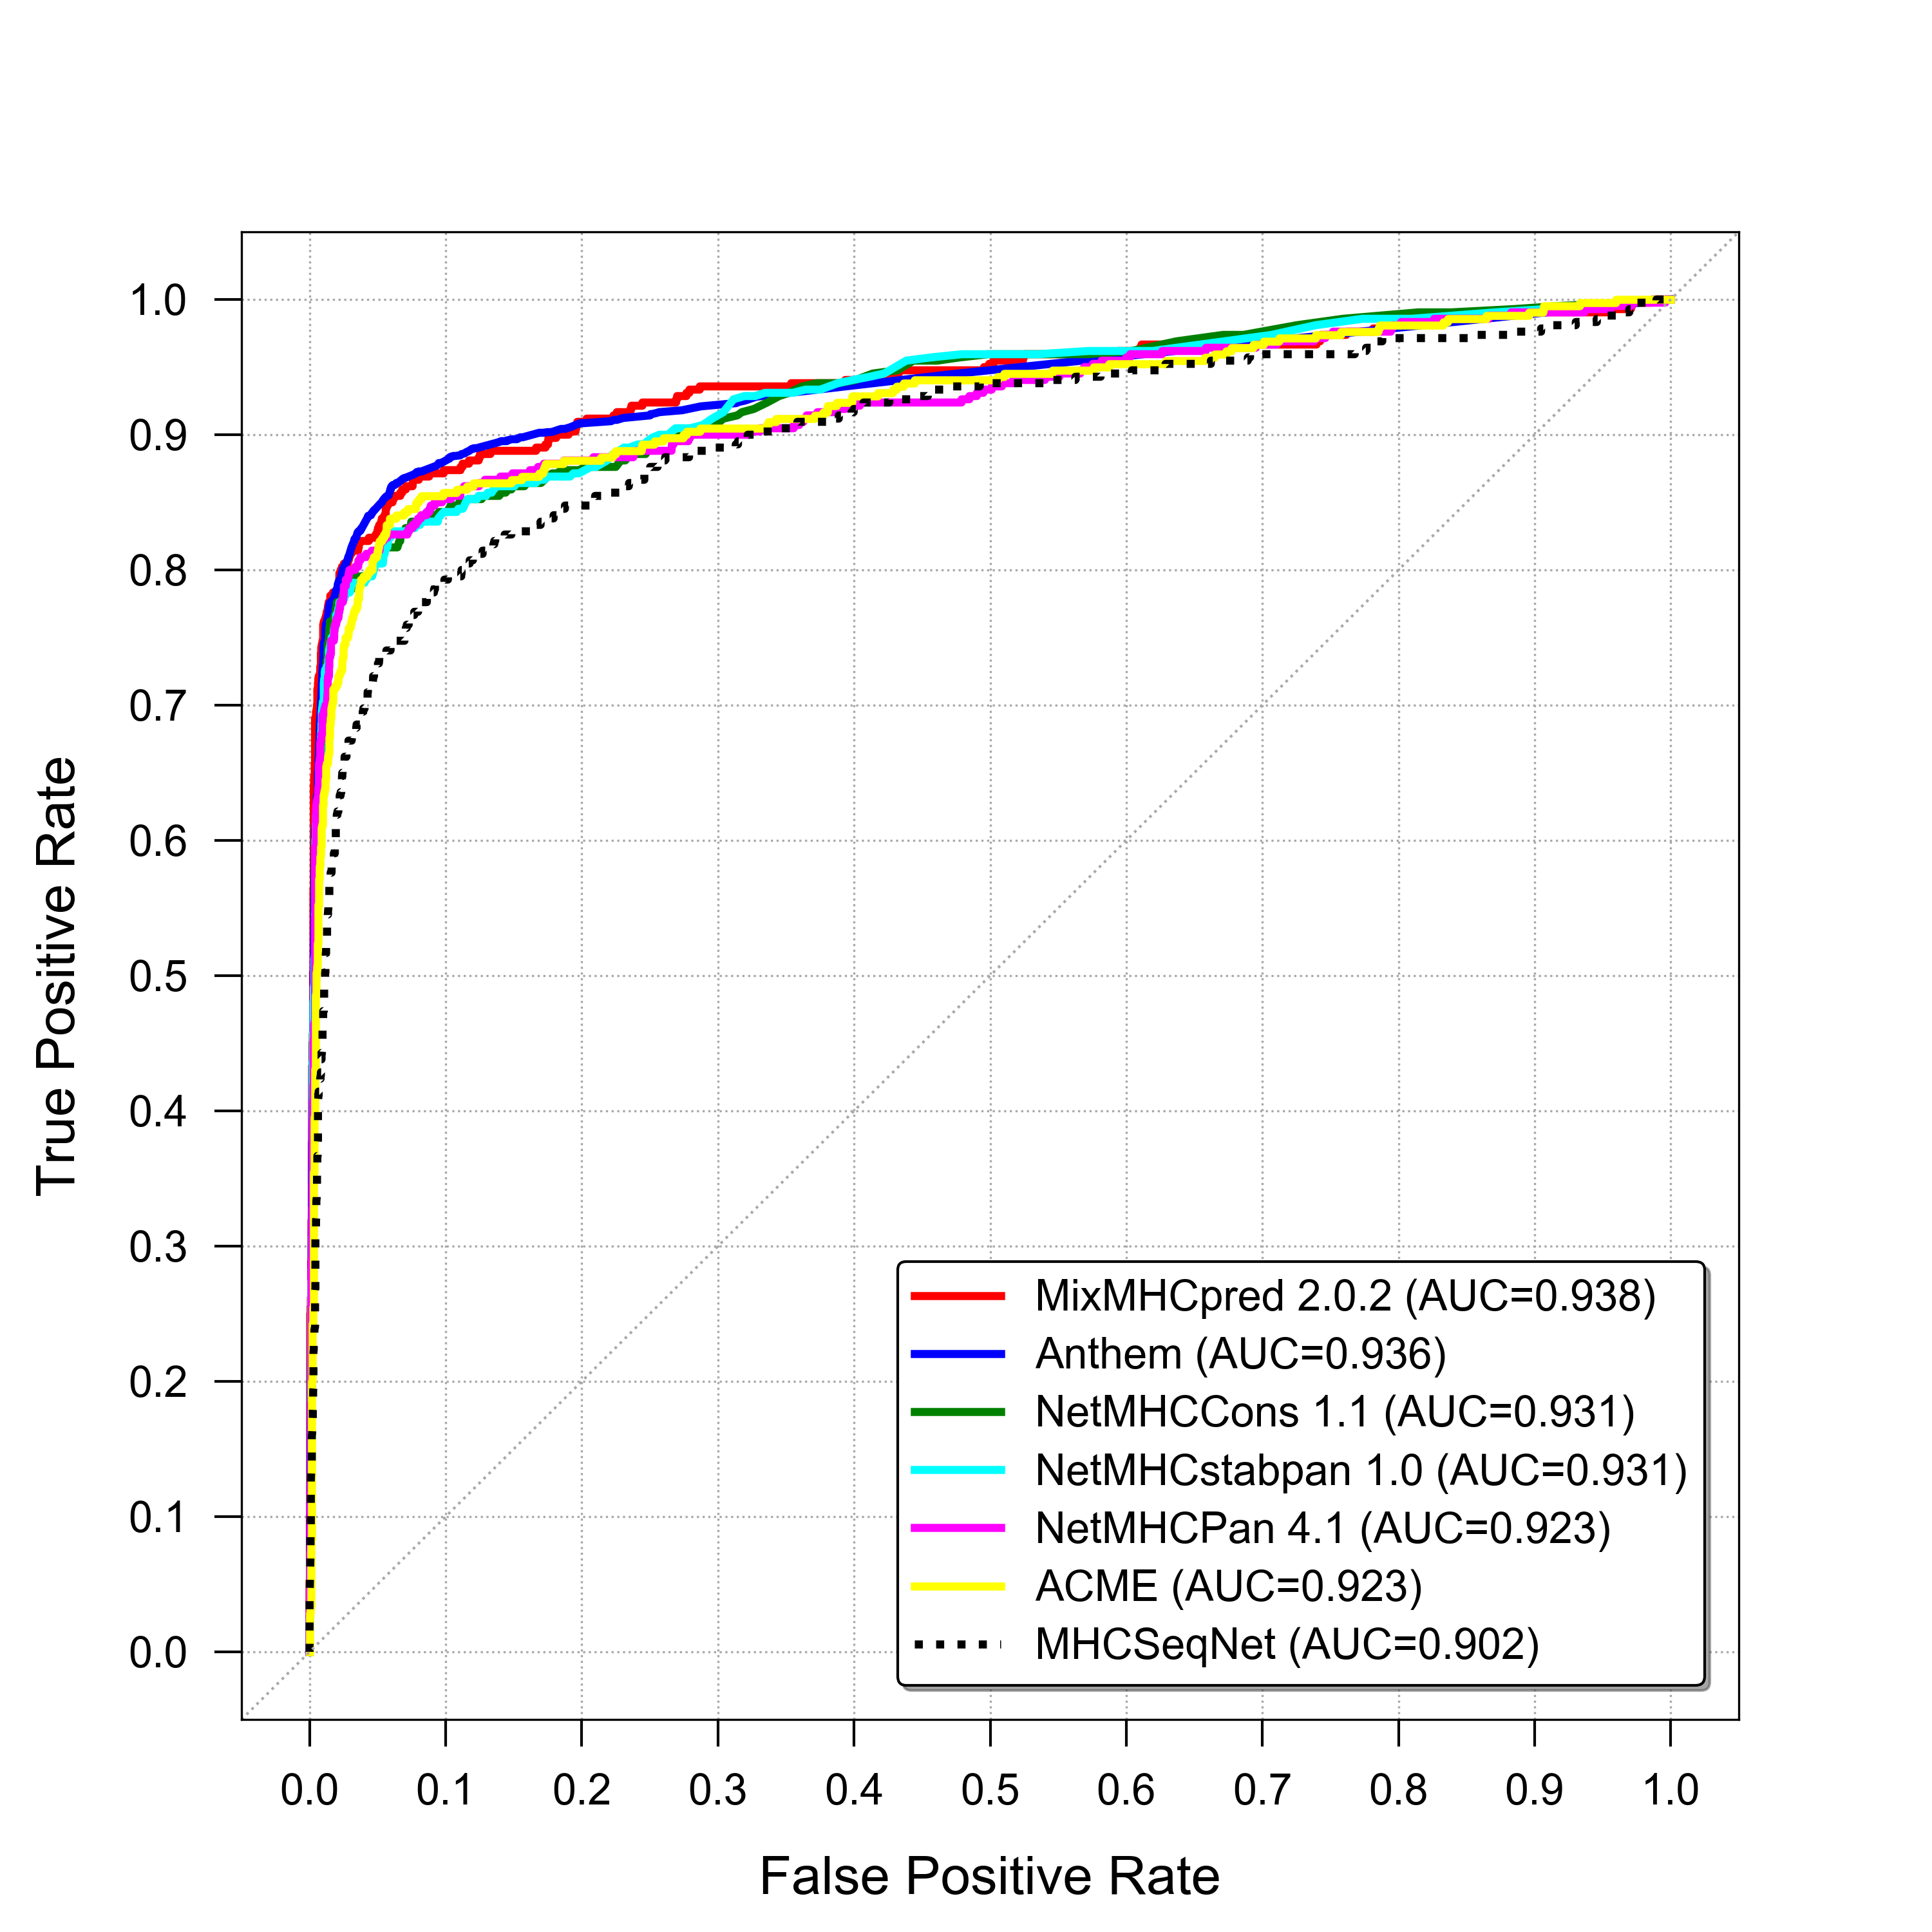 True Positive Rate
1.0
0.9
0.8
0.7
0.6
0.5
0.4
0.3
0.2
0.1
0.0
MixMHCpred 2.0.2 (AUC=0.938)
Anthem (AUC=0.936)
NetMHCCons 1.1 (AUC=0.931)
NetMHCstabpan 1.0 (AUC=0.931)
NetMHCPan 4.1 (AUC=0.923)
ACME (AUC=0.923)
MHCSeqNet (AUC=0.902)
0.0 0.1 0.2 0.3 0.4 0.5 0.6 0.7 0.8 0.9 1.0
False Positive Rate